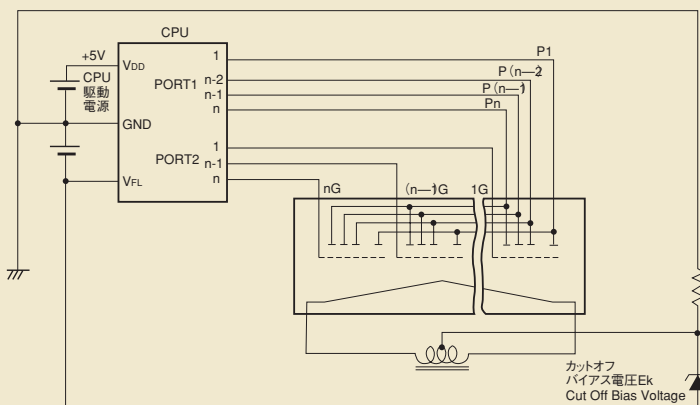 CPU
+5V
VDD
CPU
駆動
電源
GND
VFL
PORT1
1
n-2
n-1
n
PORT2
1
n-1
n
P1
P(n—2
P(n—1
Pn
nG
(n—1)G
1G
カットオフ
バイアス電圧Ek
Cut Off Bias Voltage